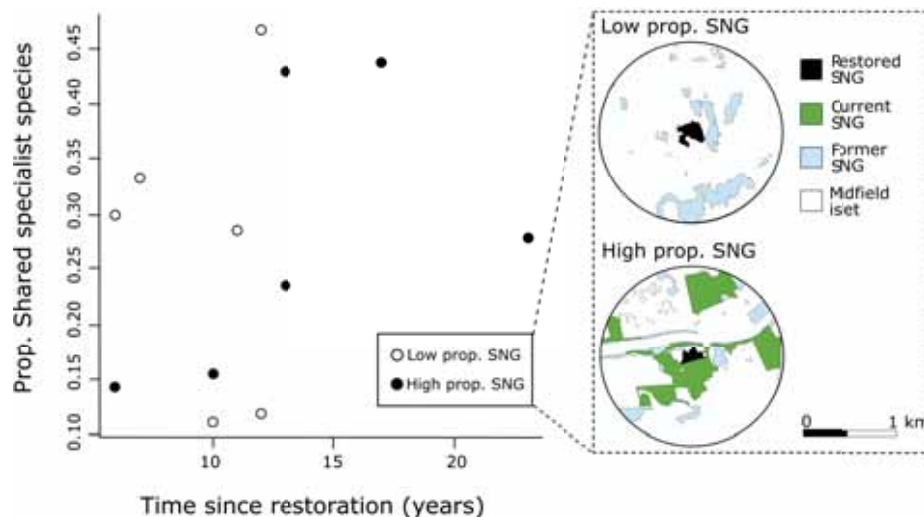 Prop. Shared specialist species
0.45
0.40
0.35
0.30
0.25
0.20
0.15
0.10
10
15
20
Time since restoration (years)
Low prop. SNG
High prop. SNG
Low prop. SNG
High prop. SNG
Restored
SNG
Current
SNG
Former
SNG
Midfield
iset
0
1 km